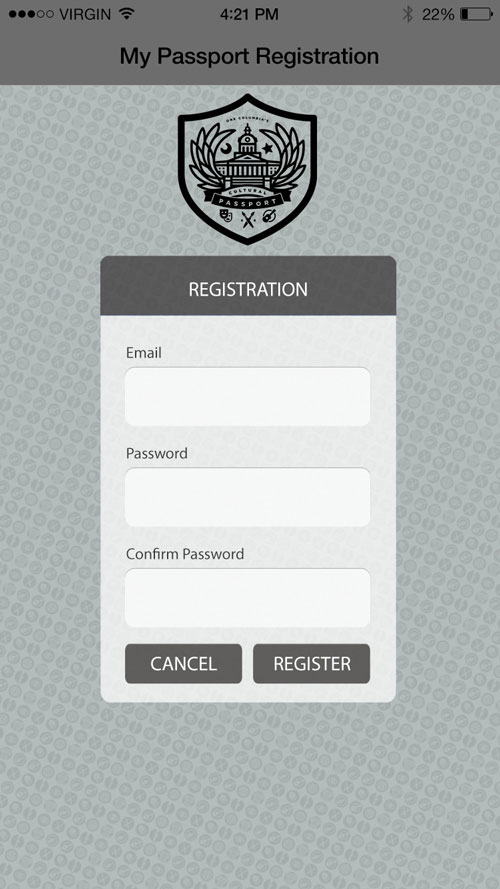 VIRGIN 4:21 PM 22%
My Passport Registration
ONE COLUMBIA'S
CULTURAL
PASSPORT
REGISTRATION
Email
Password
Confirm Password
CANCEL REGISTER